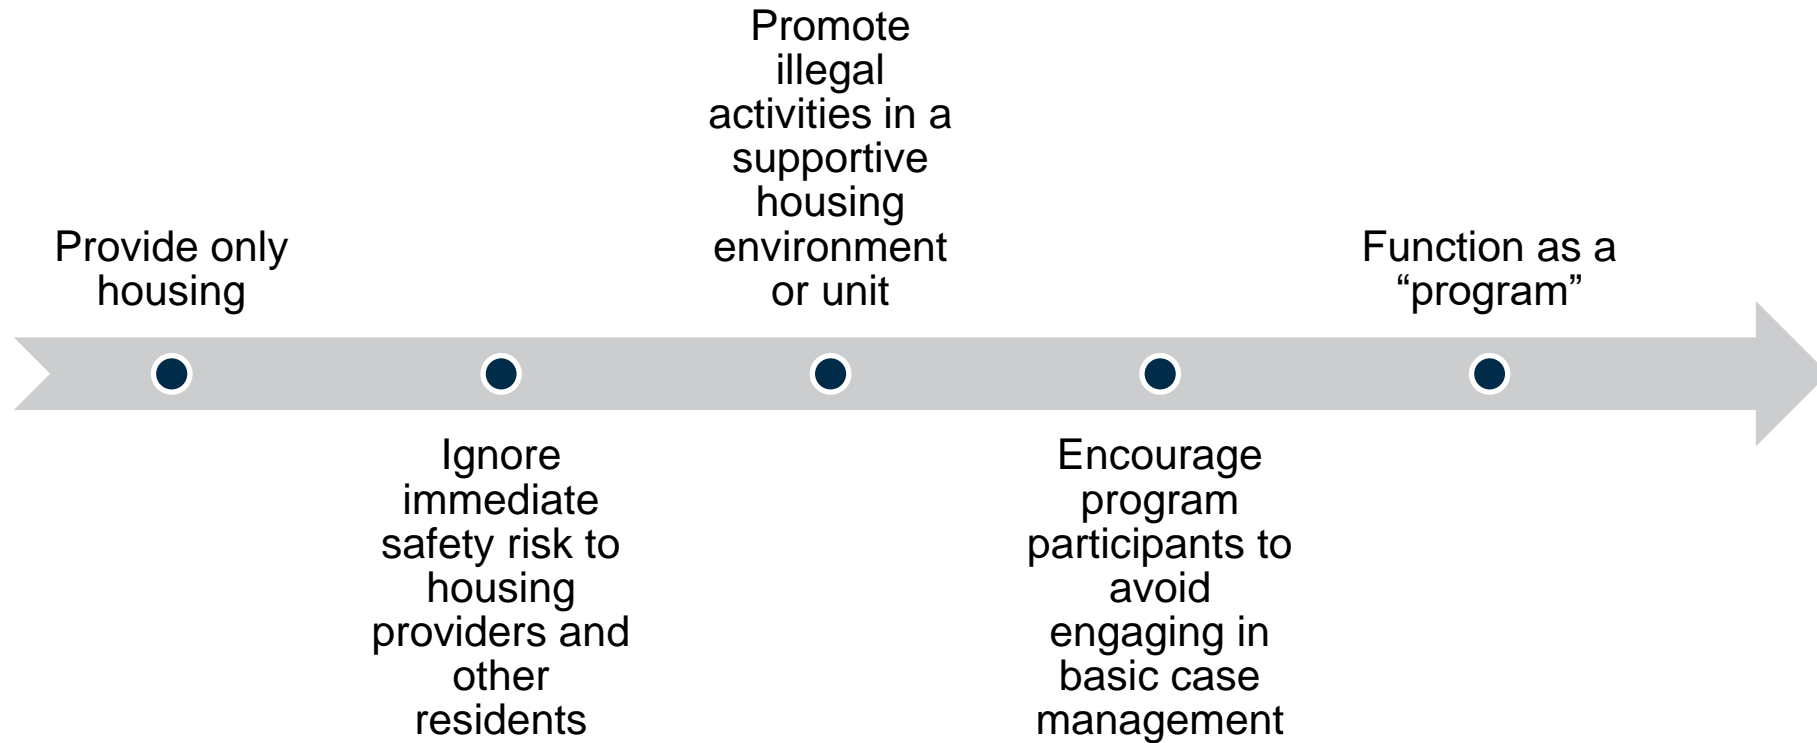 Provide only
housing
Ignore
immediate
safety risk to
housing
providers and
other
residents
Promote
illegal
activities in a
supportive
housing
environment
or unit
Encourage
program
participants to
avoid
engaging in
basic case
management
Function as a
“program”